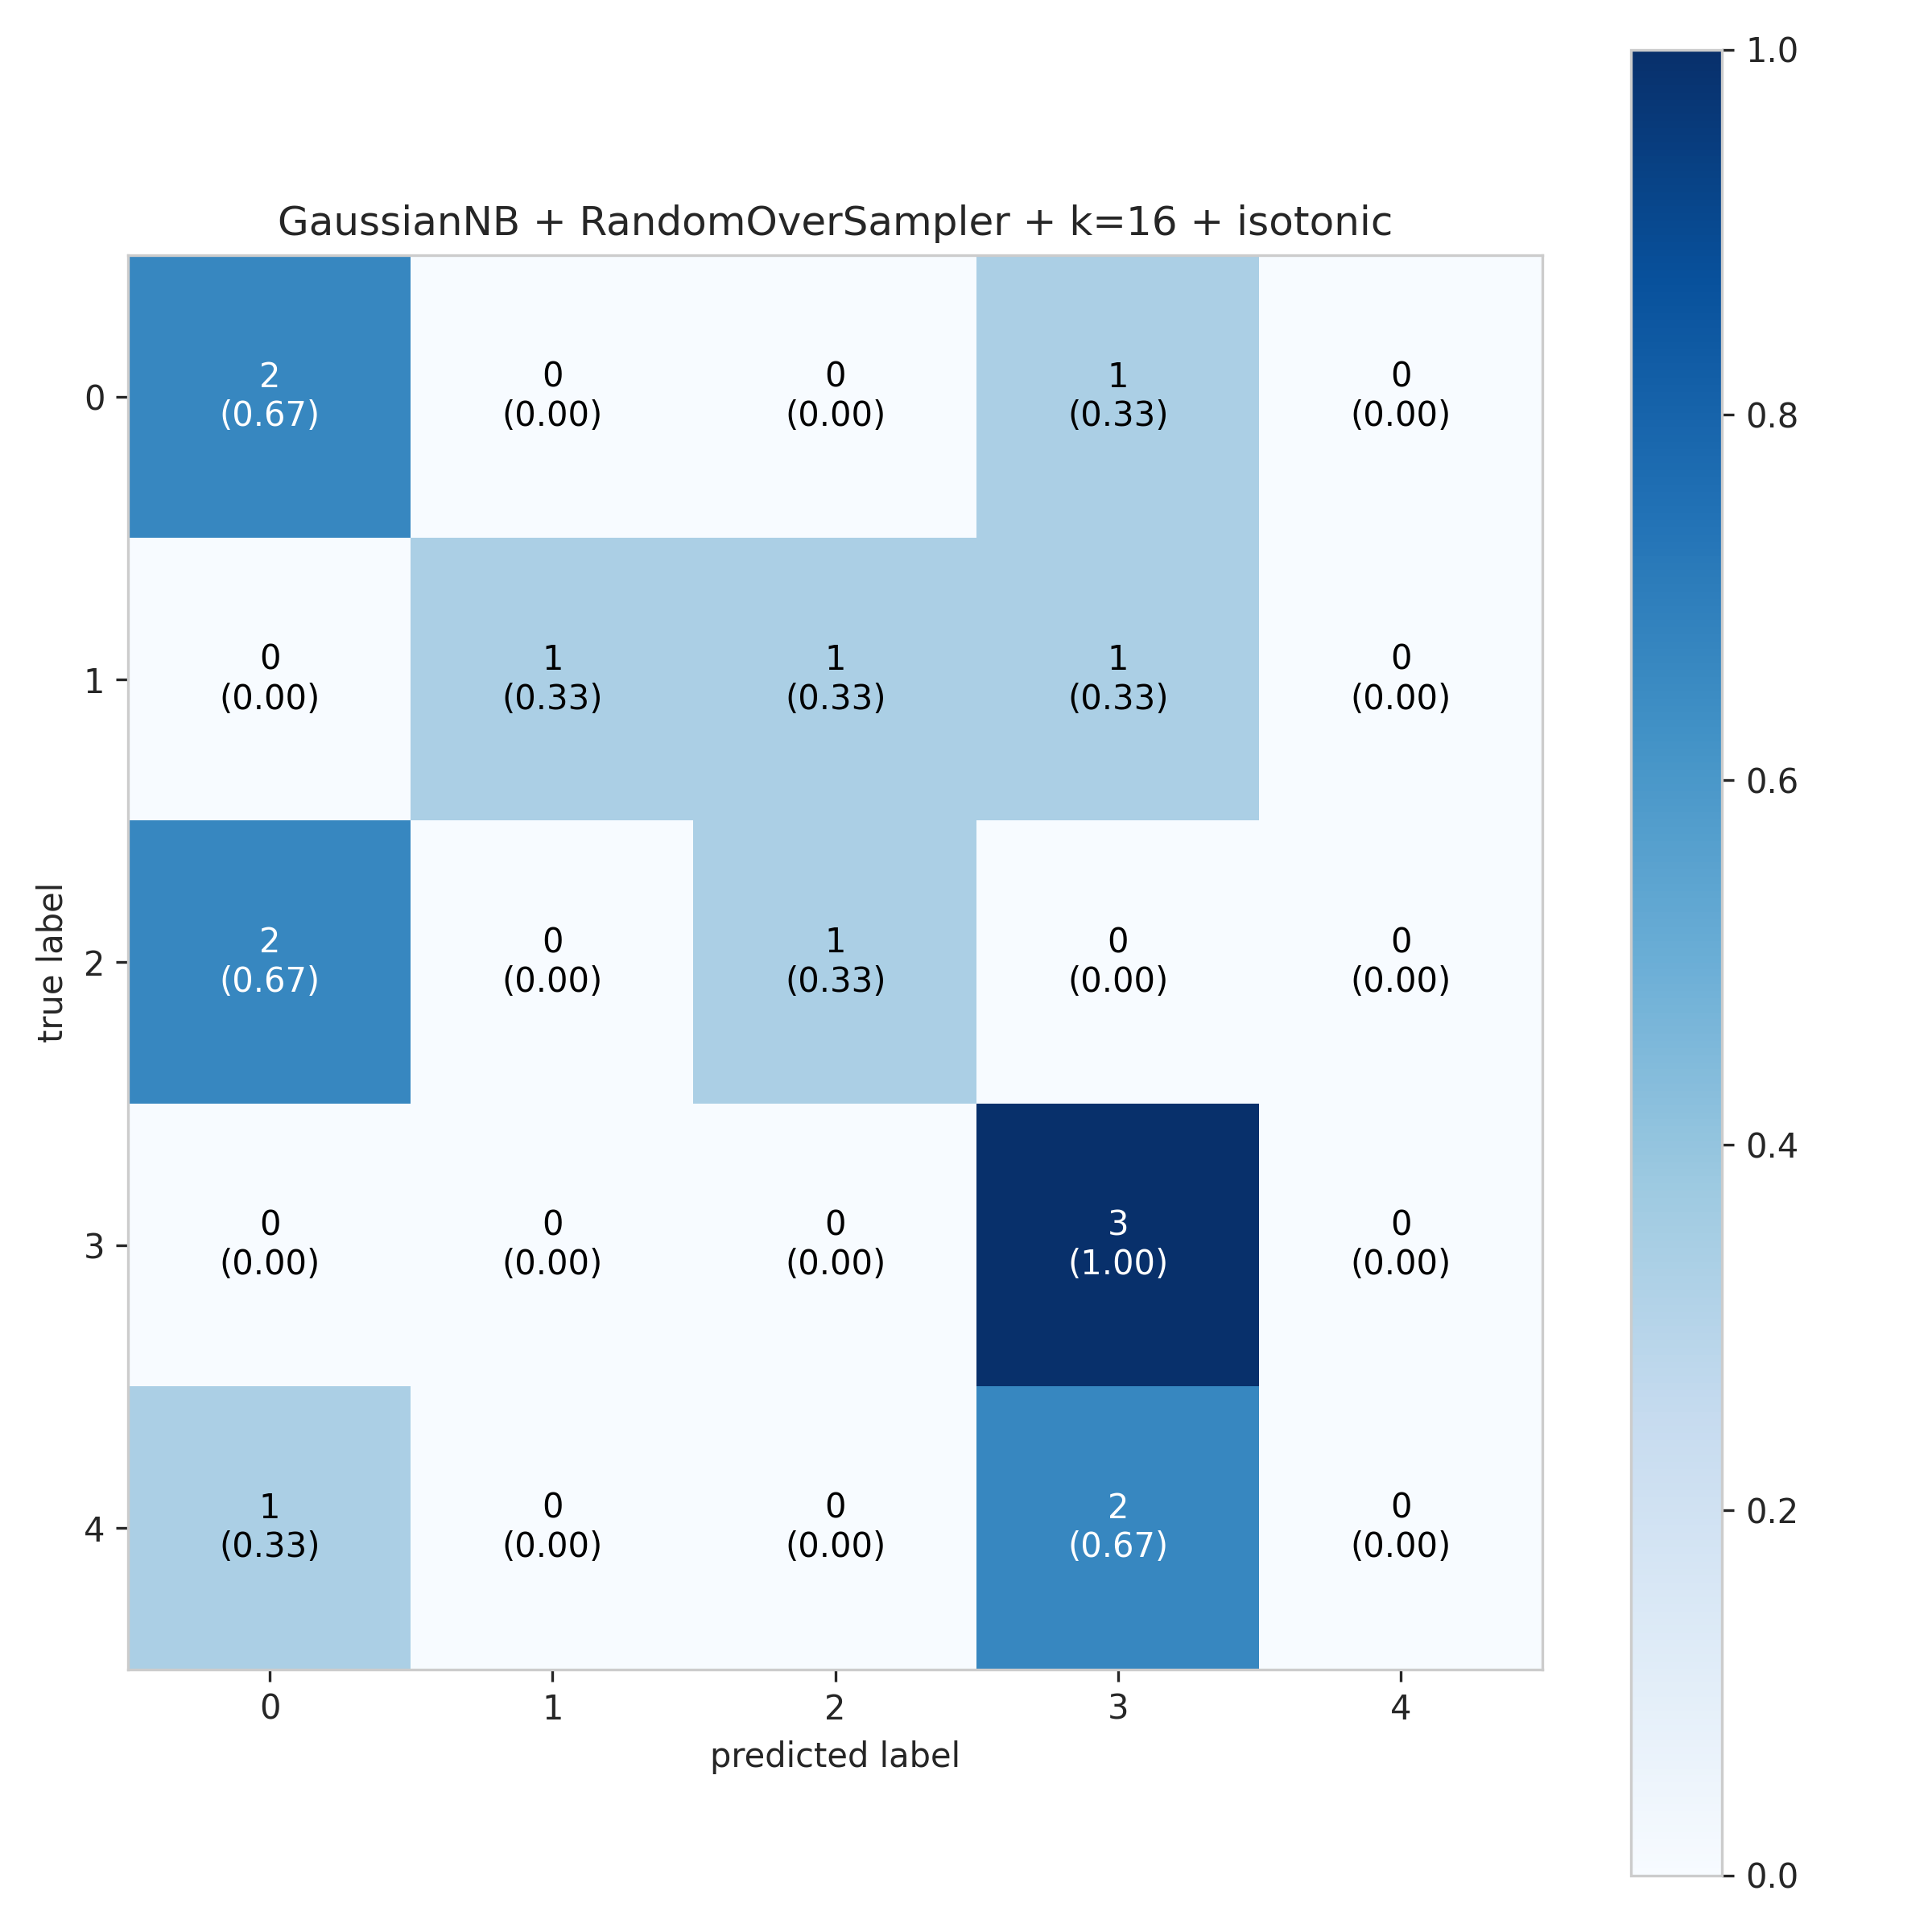 GaussianNB + RandomOverSampler + k=16 + isotonic
1.0
0.8
0.6
0.4
0.2
0.0
true label
0
2 0 0 1 0
(0.67) (0.00) (0.00) (0.33) (0.00)
1
0 1 1 1 0
(0.00) (0.33) (0.33) (0.33) (0.00)
2
2 0 1 0 0
(0.67) (0.00) (0.33) (0.00) (0.00)
3
0 0 0 3 0
(0.00) (0.00) (0.00) (1.00) (0.00)
4
1 0 0 2 0
(0.33) (0.00) (0.00) (0.67) (0.00)
0 1 2 3 4
predicted label